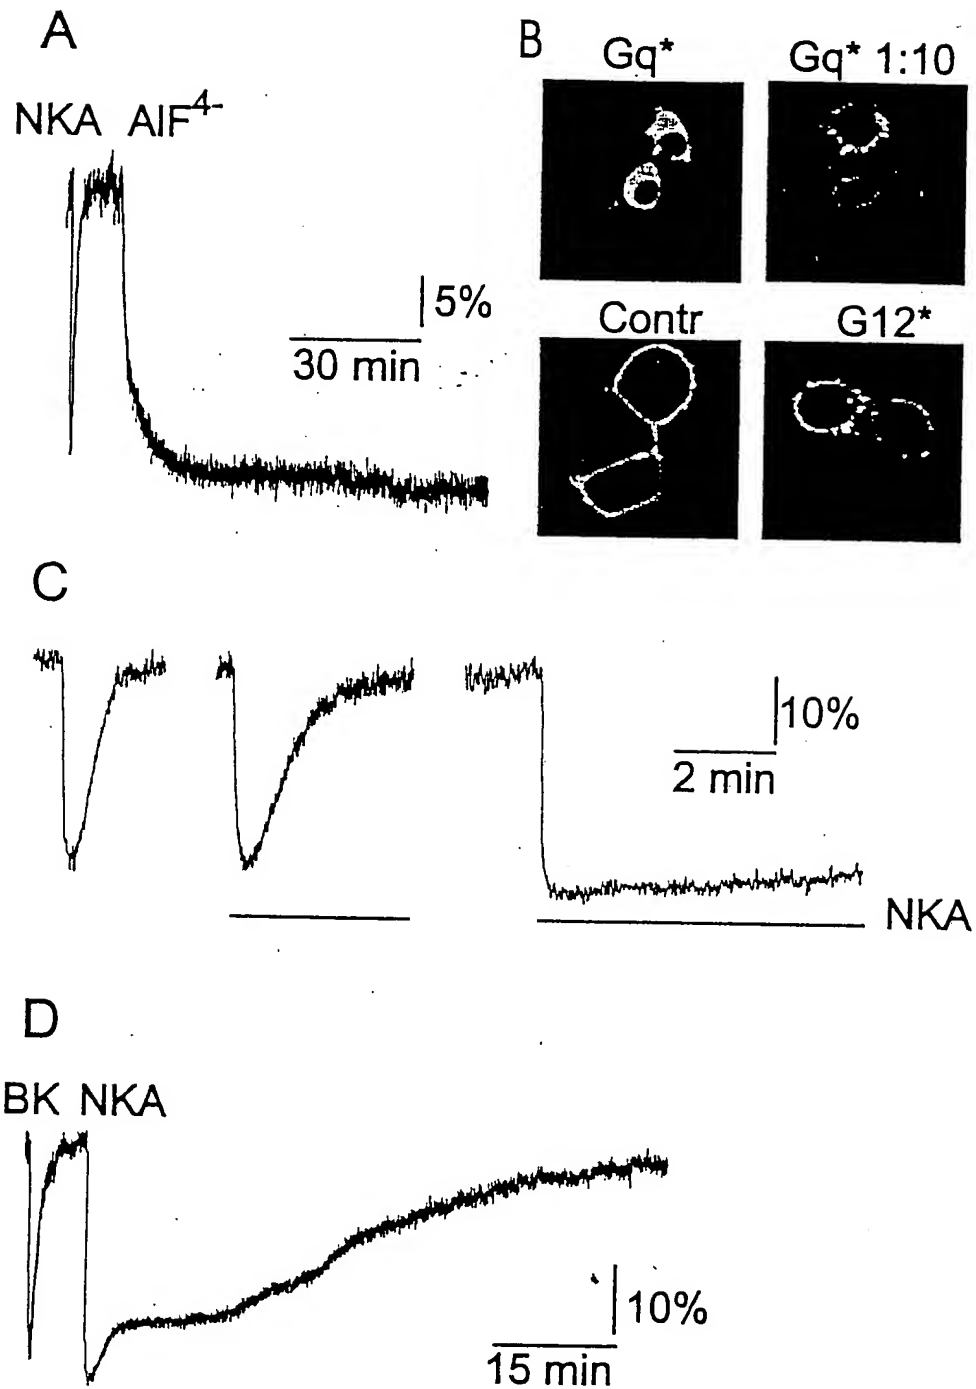 A
NKA AlF4-
5%
30 min
B
Gq*
Gq* 1:10
Contr
G12*
C
10%
2 min
NKA
D
BK NKA
10%
15 min